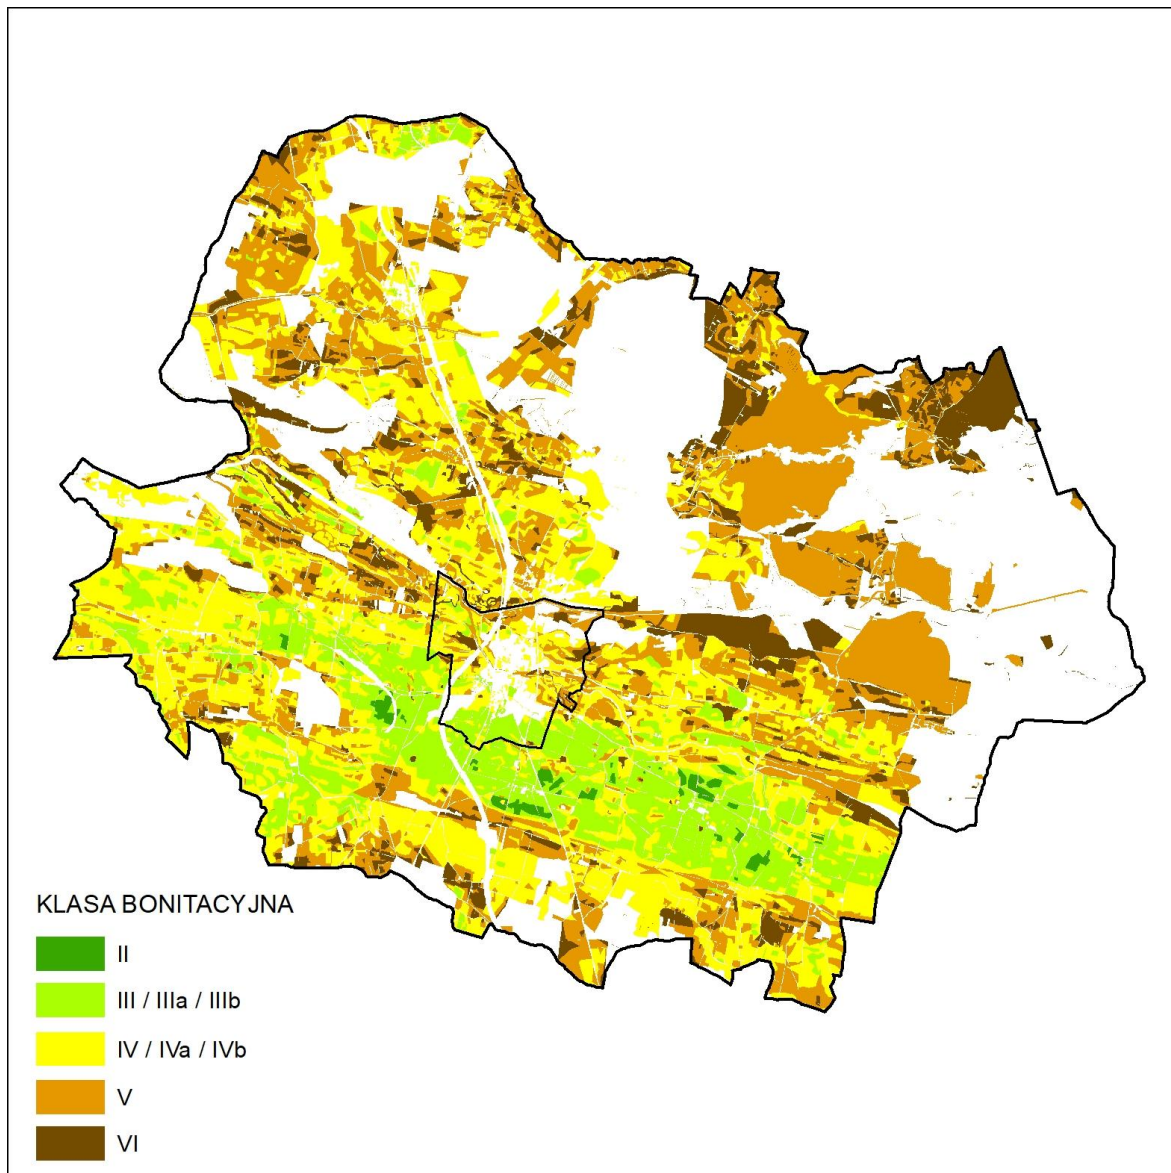 KLASA BONITACYJNA
II
III / IIIa / IIIb
IV / IVa / IVb
V
VI